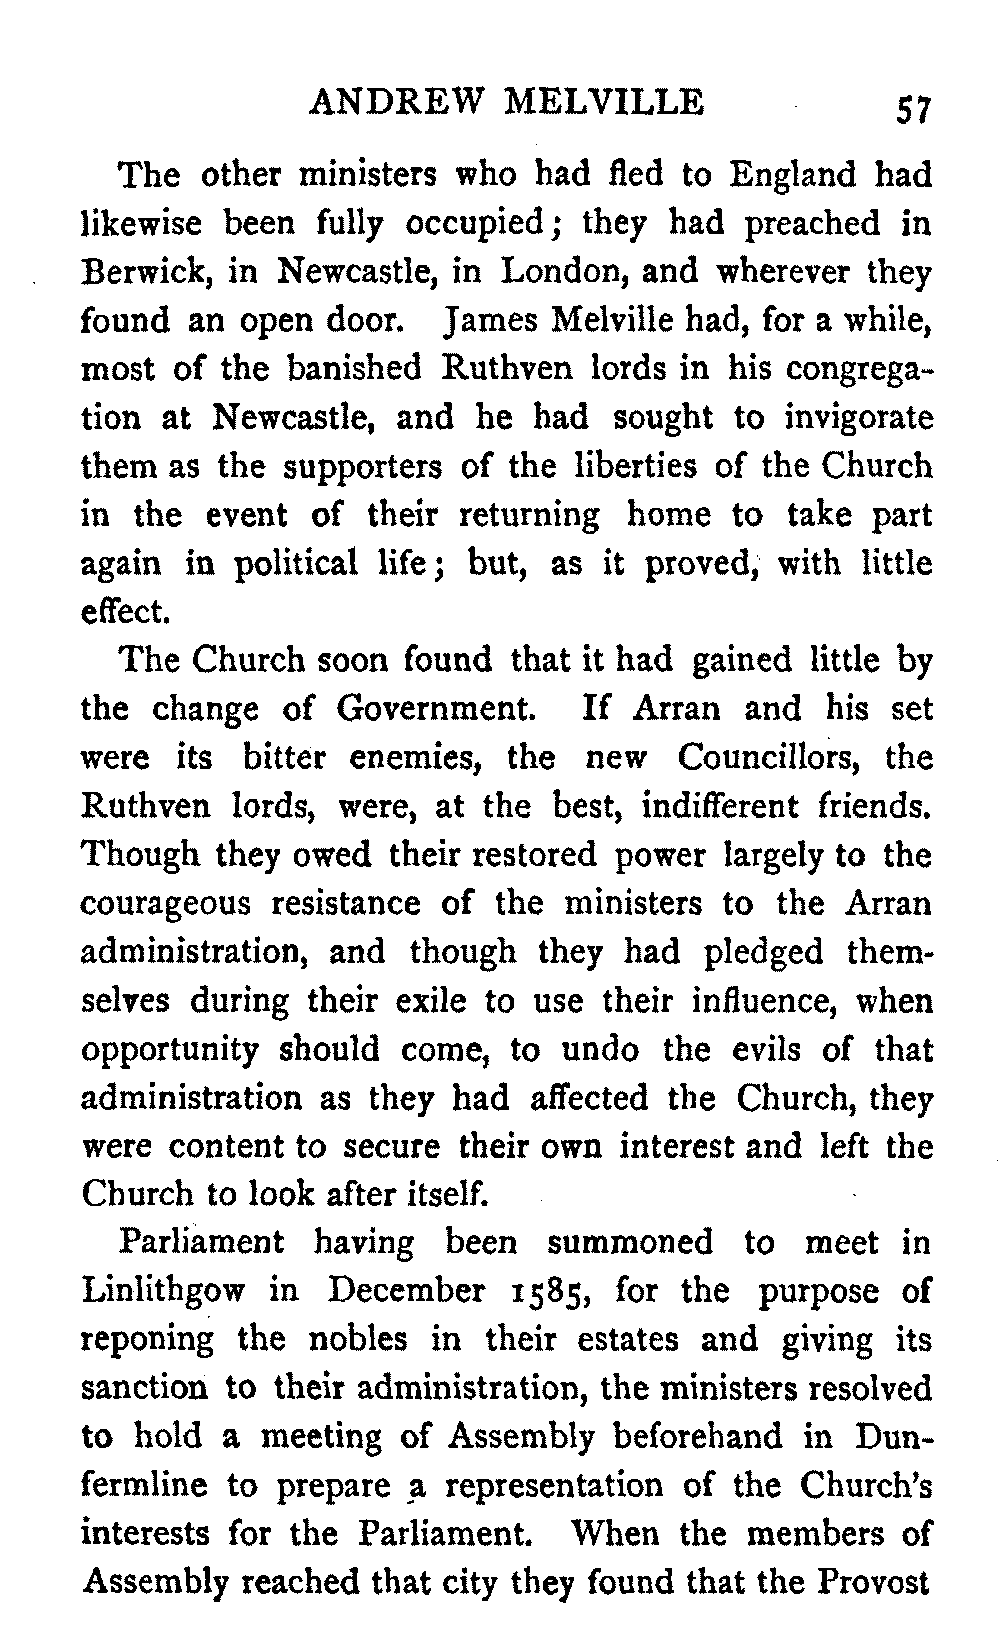 ANDREW MELVILLE 57
The other ministers who had fled to England had
likewise been fully occupied; they had preached in
Berwick, in Newcastle, in London, and wherever they
found an open door. James Melville had, for a while,
most of the banished Ruthven lords in his congrega-
tion at Newcastle, and he had sought to invigorate
them as the supporters of the liberties of the Church
in the event of their returning home to take part
again in political life; but, as it proved, with little
effect.
The Church soon found that it had gained little by
the change of Government. If Arran and his set
were its bitter enemies, the new Councillors, the
Ruthven lords, were, at the best, indifferent friends.
Though they owed their restored power largely to the
courageous resistance of the ministers to the Arran
administration, and though they had pledged them-
selves during their exile to use their influence, when
opportunity should come, to undo the evils of that
administration as they had affected the Church, they
were content to secure their own interest and left the
Church to look after itself.
Parliament having been summoned to meet in
Linlithgow in December 1585, for the purpose of
reponing the nobles in their estates and giving its
sanction to their administration, the ministers resolved
to hold a meeting of Assembly beforehand in Dun-
fermline to prepare a representation of the Church's
interests for the Parliament. When the members of
Assembly reached that city they found that the Provost